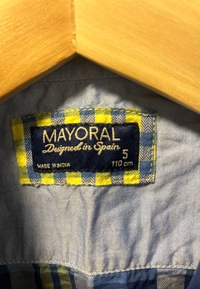 MAYORAL
Designed in Spain
5
MADE IN INDIA
110 cm